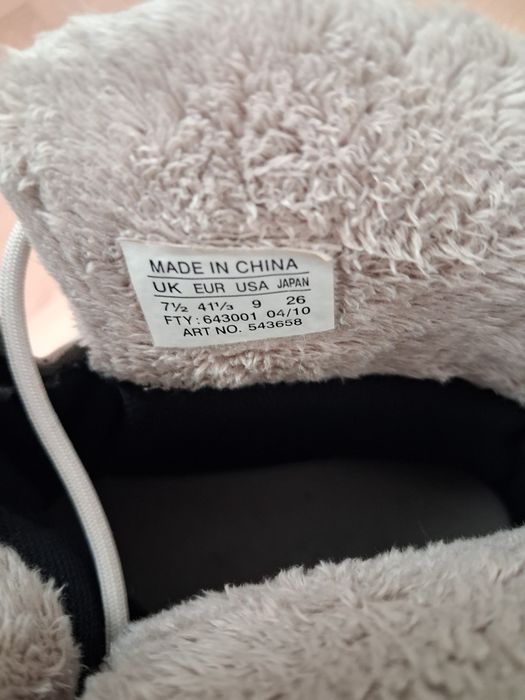 MADE IN CHINA
UK EUR USA JAPAN
7½ 41⅓ 9 26
FTY: 643001 04/10
ART NO. 543658